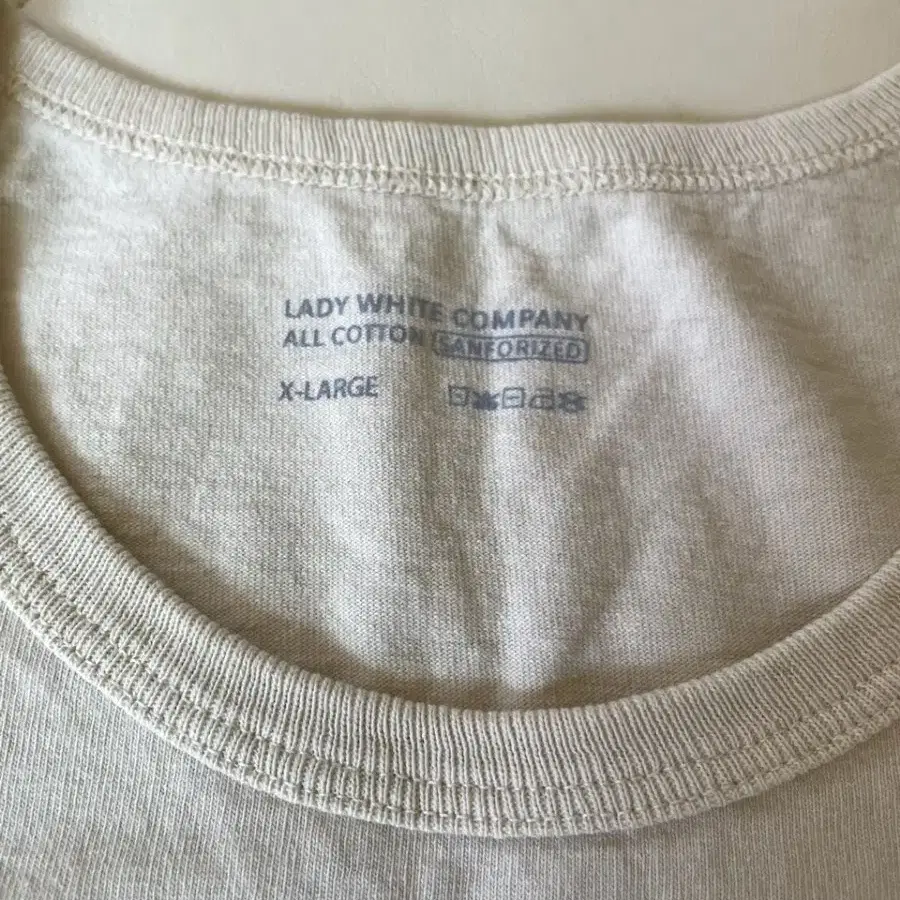 LADY WHITE COMPANY
ALL COTTON SANFORIZED
X-LARGE